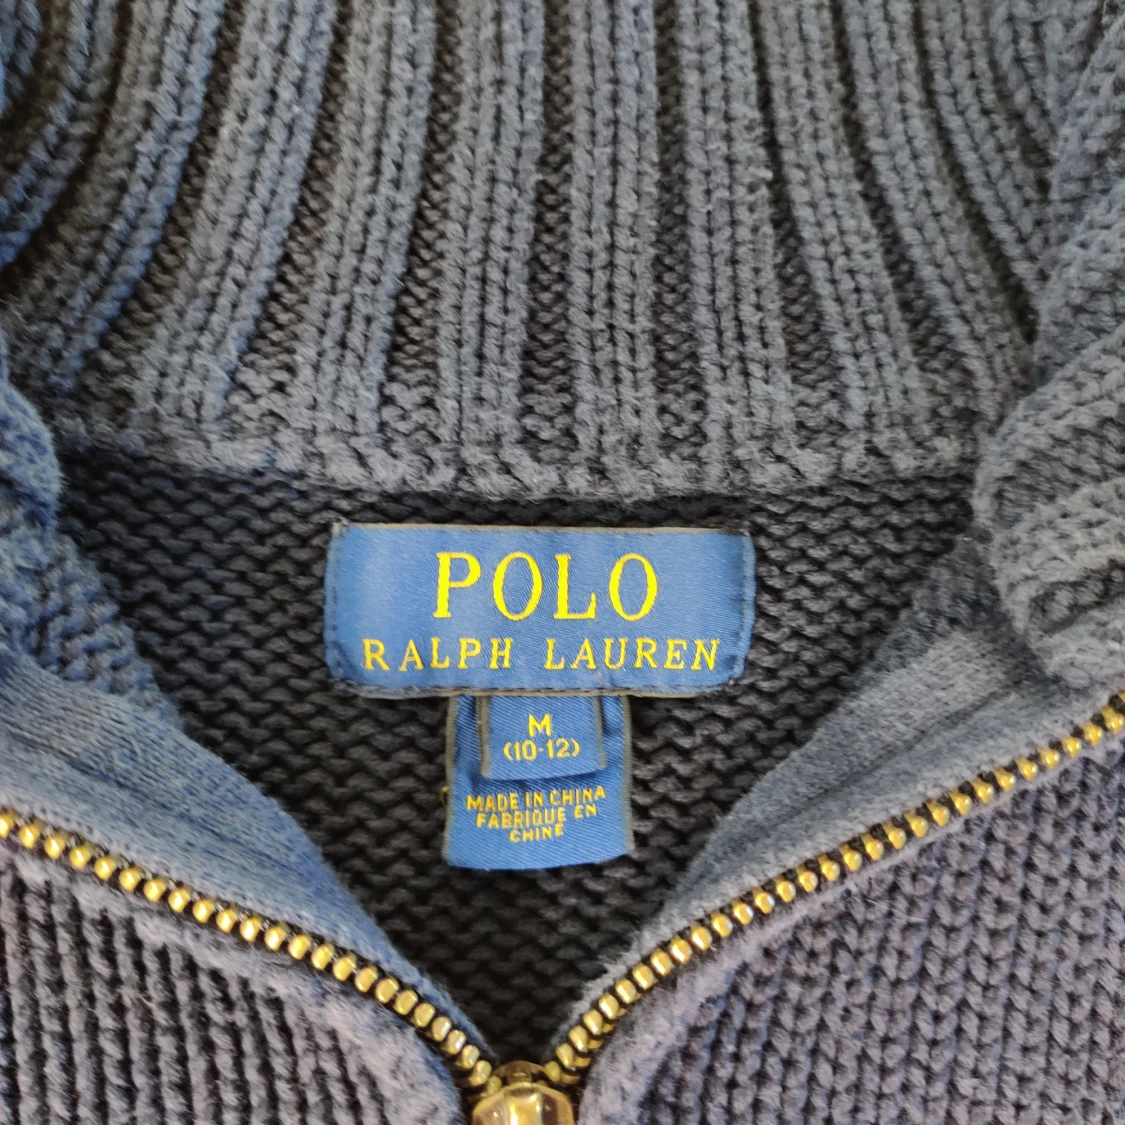 POLO
RALPH LAUREN
M
(10-12)
MADE IN CHINA
FABRIQUE EN
CHINE